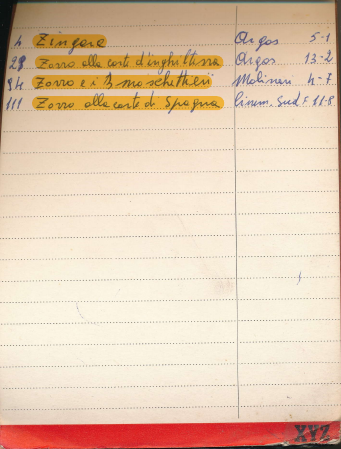 4 Zingara Argos 5-1
29 Zorro alla corte d'inghilterra Argos 13-2
94 Zorro e i 3 moschettieri Molinari 4-7
111 Zorro alla corte di Spagna Cinem. Sud F. 11-8
XYZ